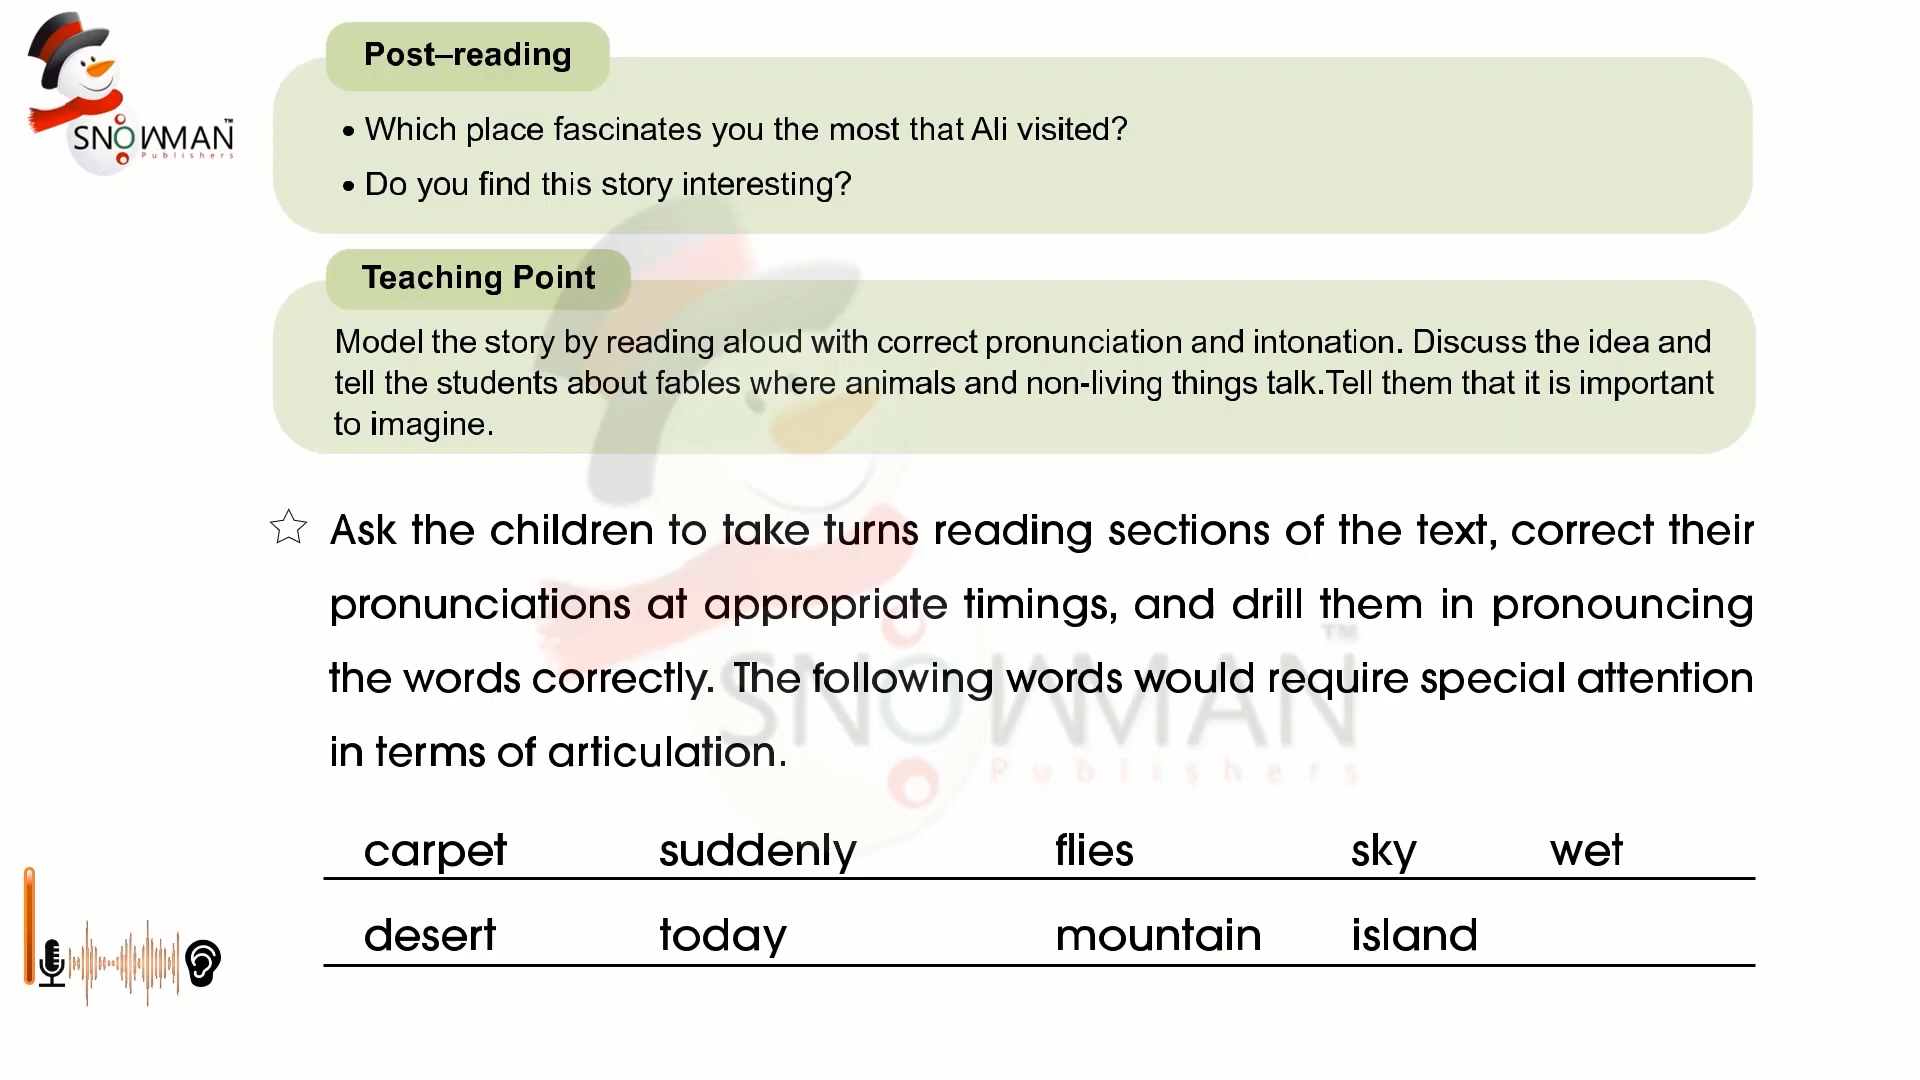 SNOWMAN™
Publishers
Post–reading
• Which place fascinates you the most that Ali visited?
• Do you find this story interesting?
Teaching Point
Model the story by reading aloud with correct pronunciation and intonation. Discuss the idea and
tell the students about fables where animals and non-living things talk.Tell them that it is important
to imagine.
☆ Ask the children to take turns reading sections of the text, correct their
pronunciations at appropriate timings, and drill them in pronouncing
the words correctly. The following words would require special attention
in terms of articulation.
SNOWMAN™
Publishers
carpet suddenly flies sky wet
desert today mountain island